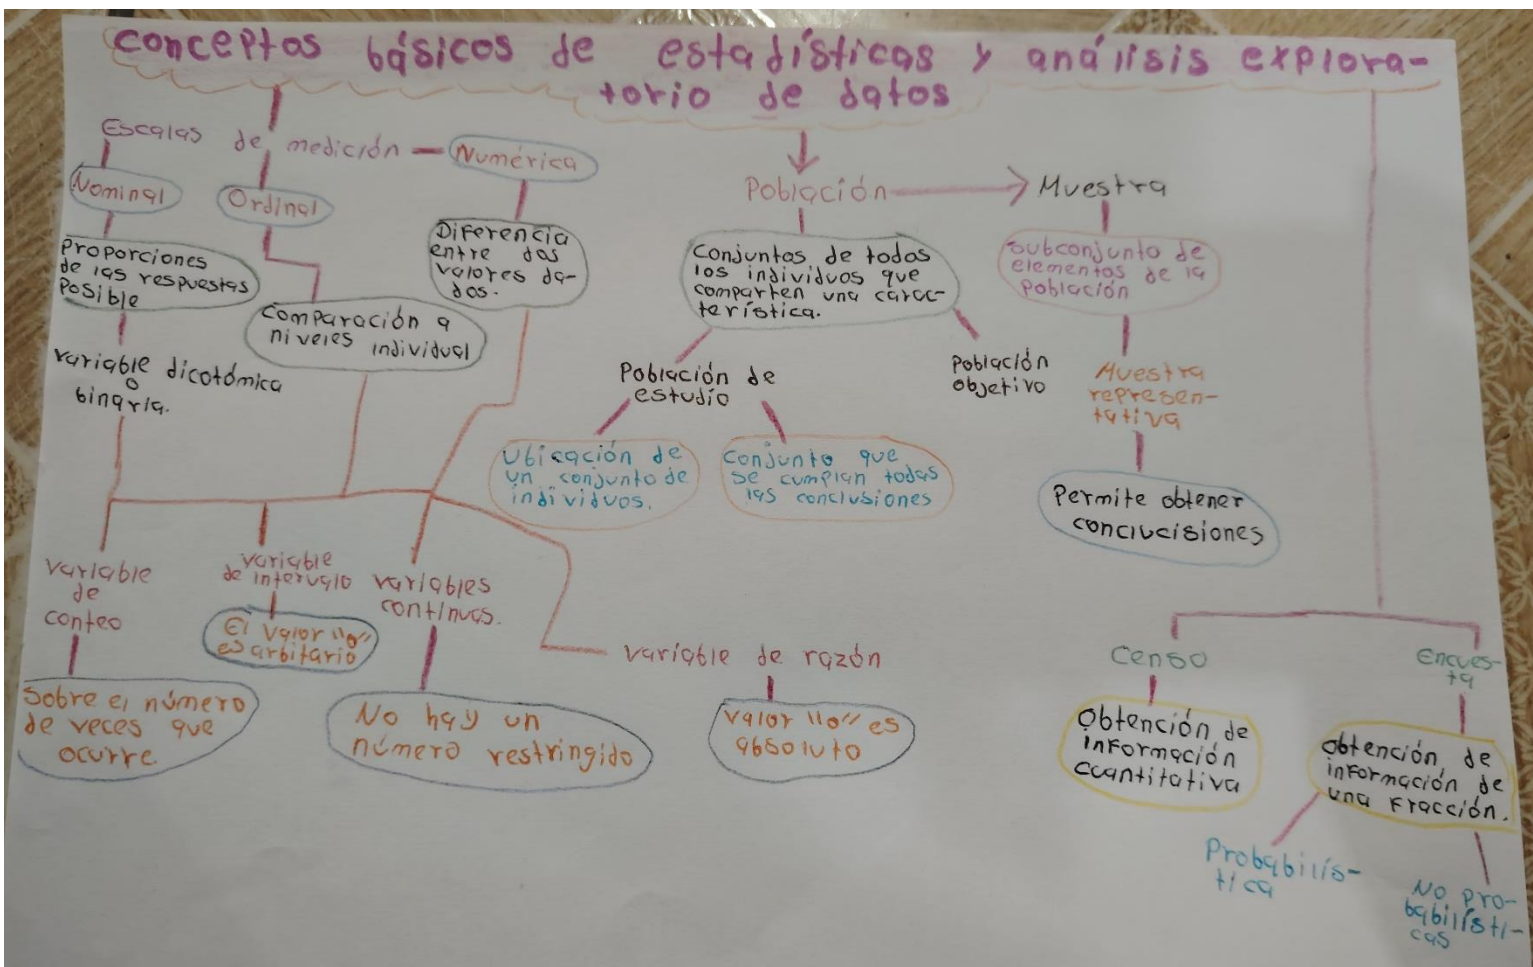 conceptos básicos de estadísticas y análisis explora-
torio de datos
Escalas de medición
Numérica
Nominal
Ordinal
Proporciones
de las respuestas
Posible
variable dicotómica
o
binaria.
Comparación a
niveles individual
Diferencia
entre dos
valores da-
dos.
variable
de
conteo
Sobre el número
de veces que
ocurre.
variable
de intervalo
El valor "o"
es arbitario
variables
continuas.
No hay un
número restringido
variable de razón
valor "o" es
absoluto
Población
Conjuntos de todos
los individuos que
comparten una carac-
terística.
Población de
estudio
Ubicación de
un conjunto de
individuos.
Conjunto que
se cumplan todas
las conclusiones
Población
objetivo
Muestra
Subconjunto de
elementos de la
Población
Muestra
represen-
tativa
Permite obtener
conclucisiones
Censo
Obtención de
información
cuantitativa
Encues-
ta
obtención de
información de
una Fracción.
Probabilís-
tica
No pro-
babilísti-
cas